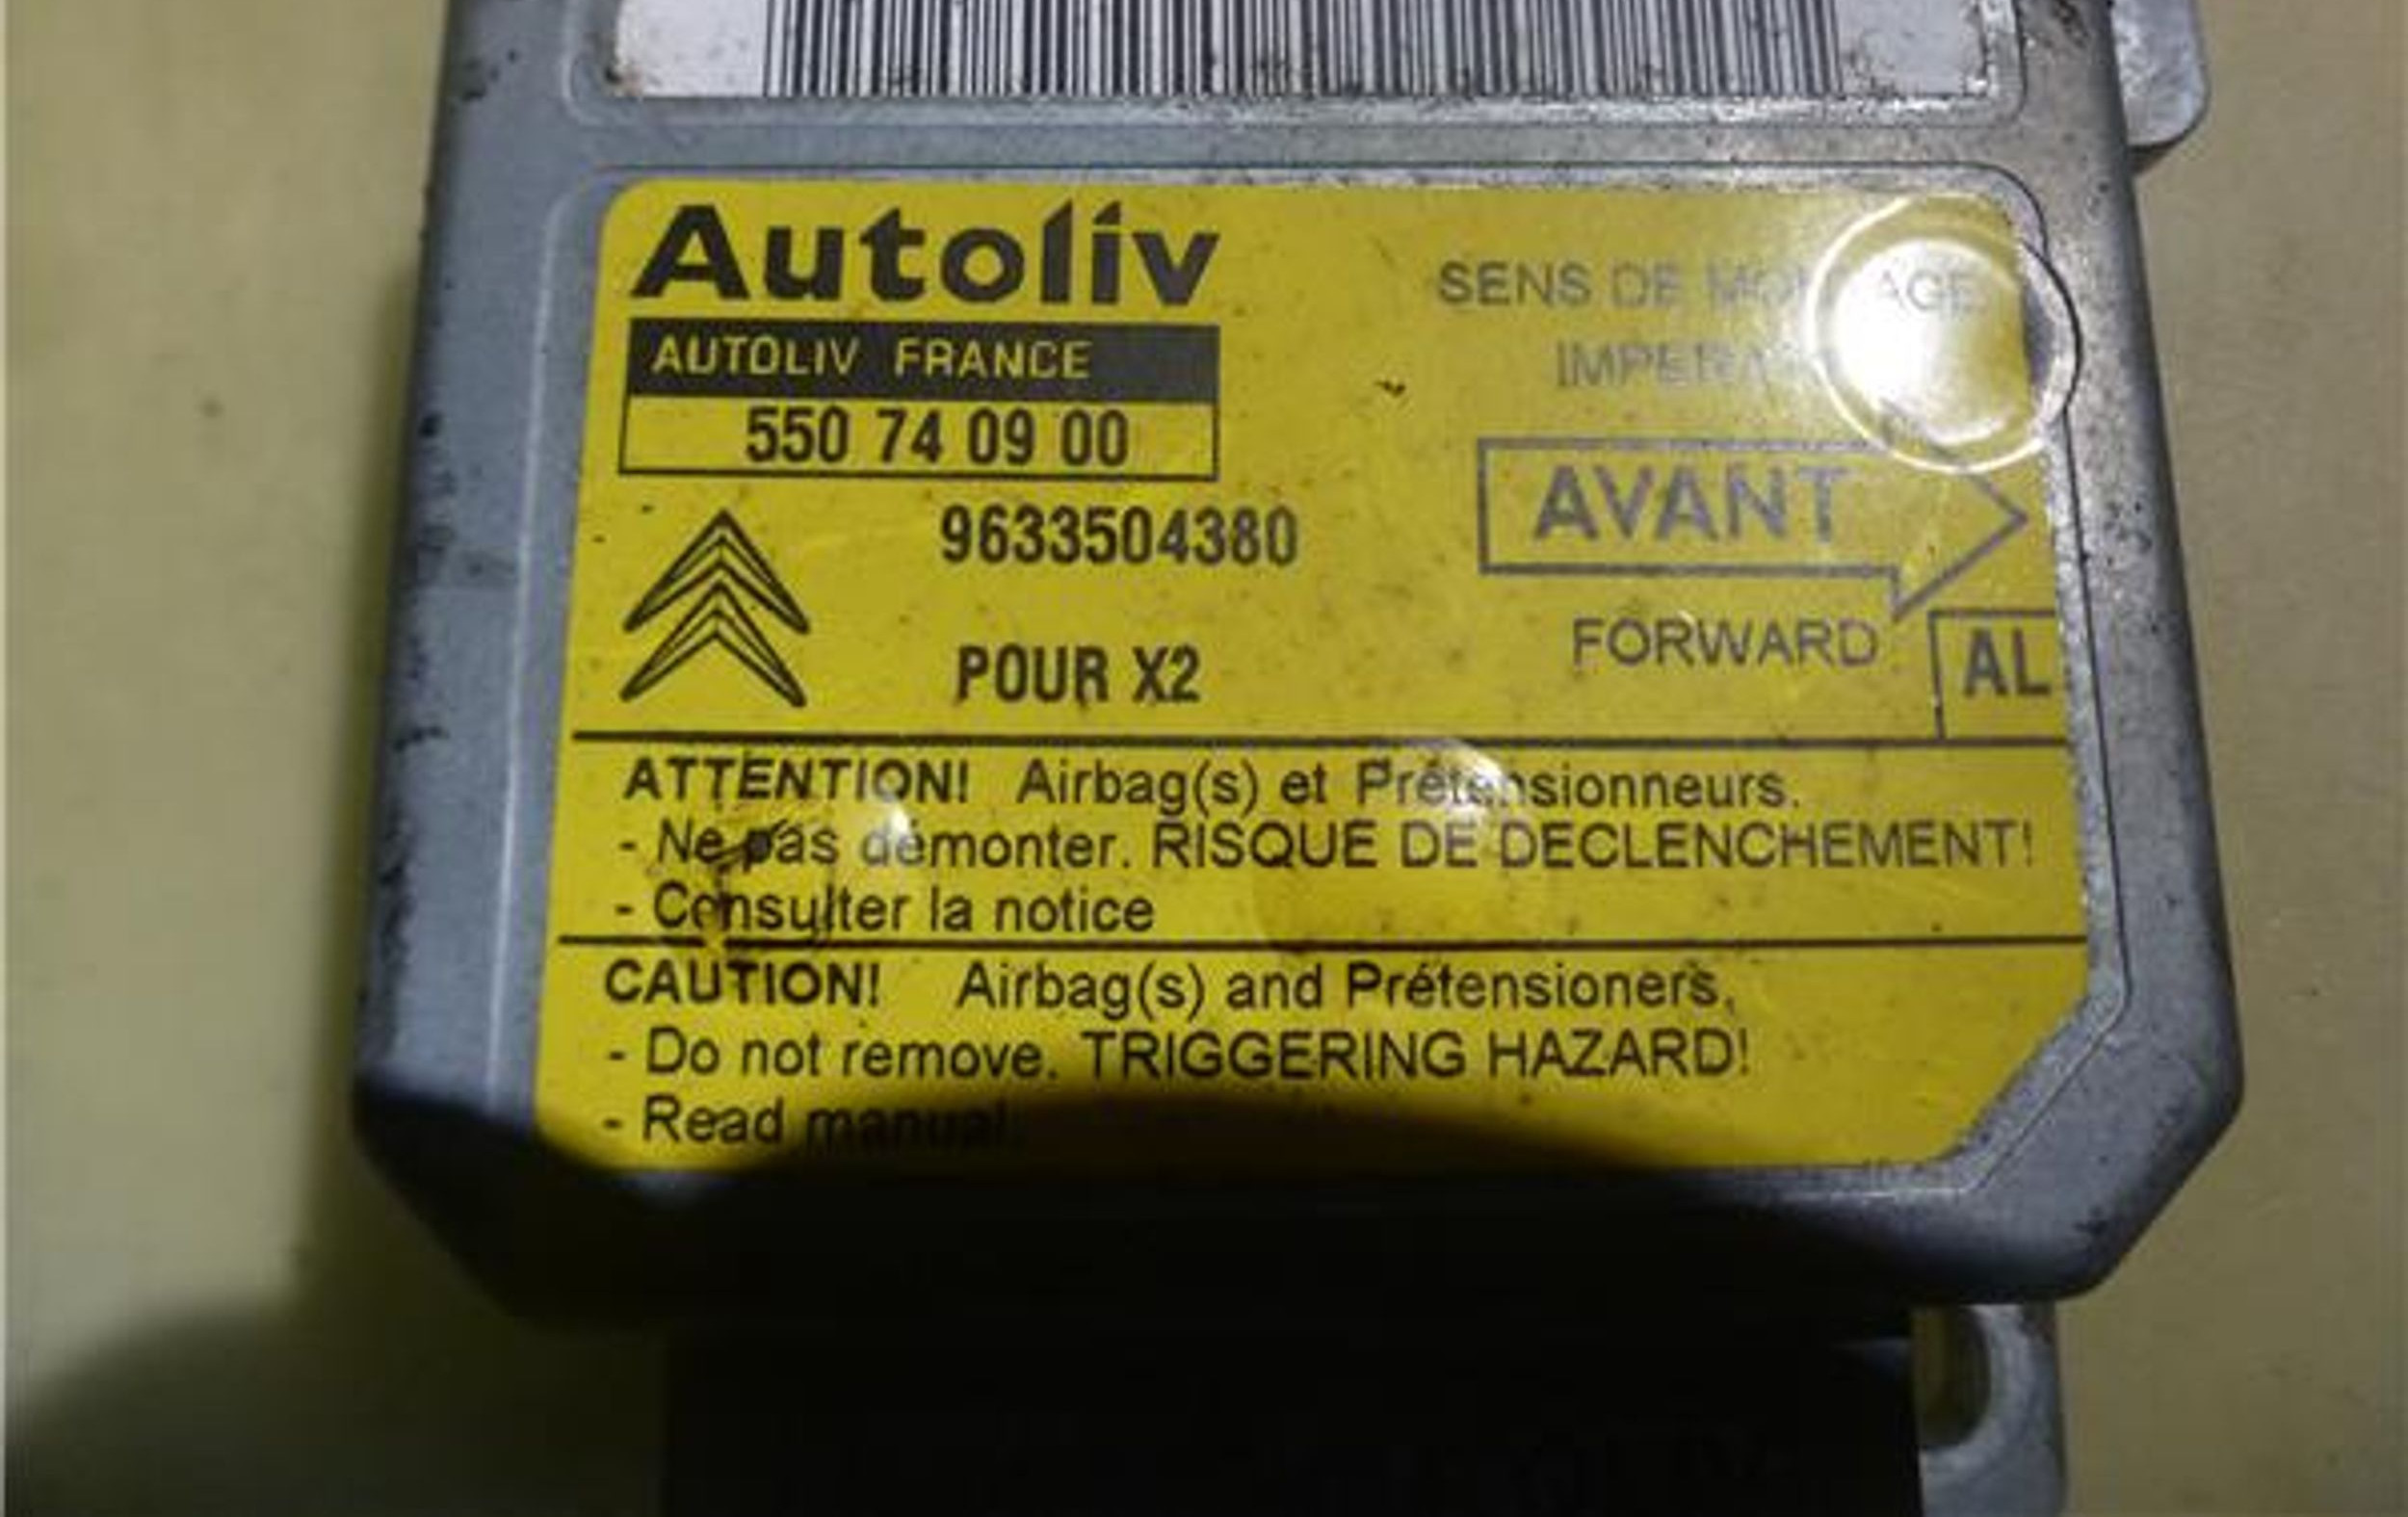 Autoliv
AUTOLIV FRANCE
550 74 09 00
SENS DE
AVANT
FORWARD
9633504380
POUR X2
AL
ATTENTION! Airbag(s) et Prétensionneurs.
- Ne pas démonter. RISQUE DE DECLENCHEMENT!
- Consulter la notice
CAUTION! Airbag(s) and Prétensioners,
- Do not remove. TRIGGERING HAZARD!
- Read manual.